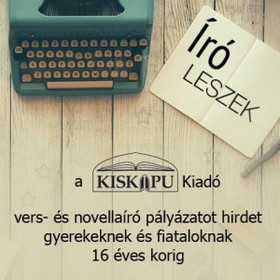 Író
LESZEK
a KISKAPU Kiadó
vers- és novellaíró pályázatot hirdet
gyerekeknek és fiataloknak
16 éves korig